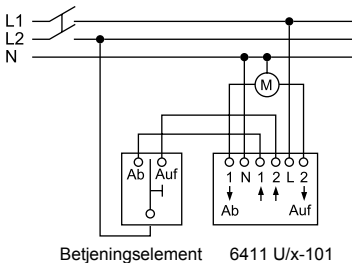 L1
L2
N
M
Ab Auf
1 N 1 2 L 2
Ab Auf
Betjeningselement 6411 U/x-101